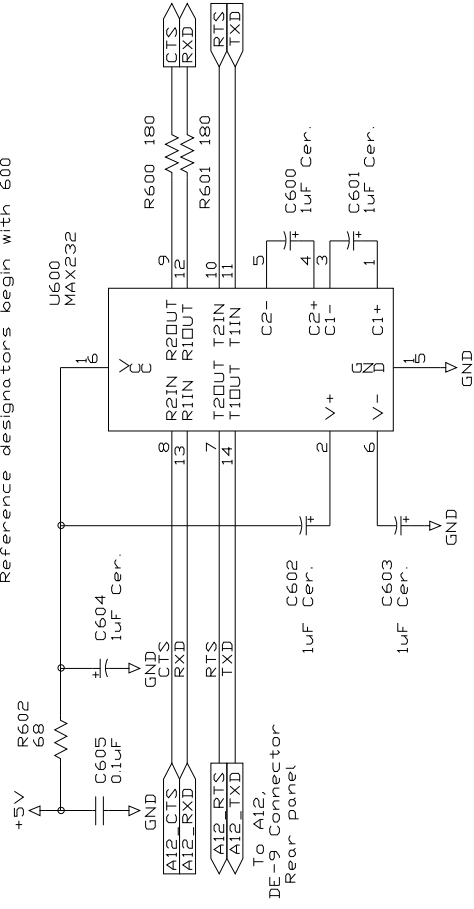 Reference designators begin with 600
+5V
R602
68
C605
0.1uF
GND
C604
1uF Cer.
GND
U600
MAX232
16
VCC
A12_CTS
CTS
8
R2IN
R2OUT
9
R600 180
CTS
A12_RXD
RXD
13
R1IN
R1OUT
12
R601 180
RXD
A12_RTS
RTS
7
T2OUT
T2IN
10
RTS
A12_TXD
TXD
14
T1OUT
T1IN
11
TXD
To A12,
DE-9 Connector
Rear panel
C602
1uF Cer.
2
V+
C603
1uF Cer.
6
V-
GND
C2-
5
C600
1uF Cer.
C2+
4
C1-
3
C601
1uF Cer.
C1+
1
GND
15
GND